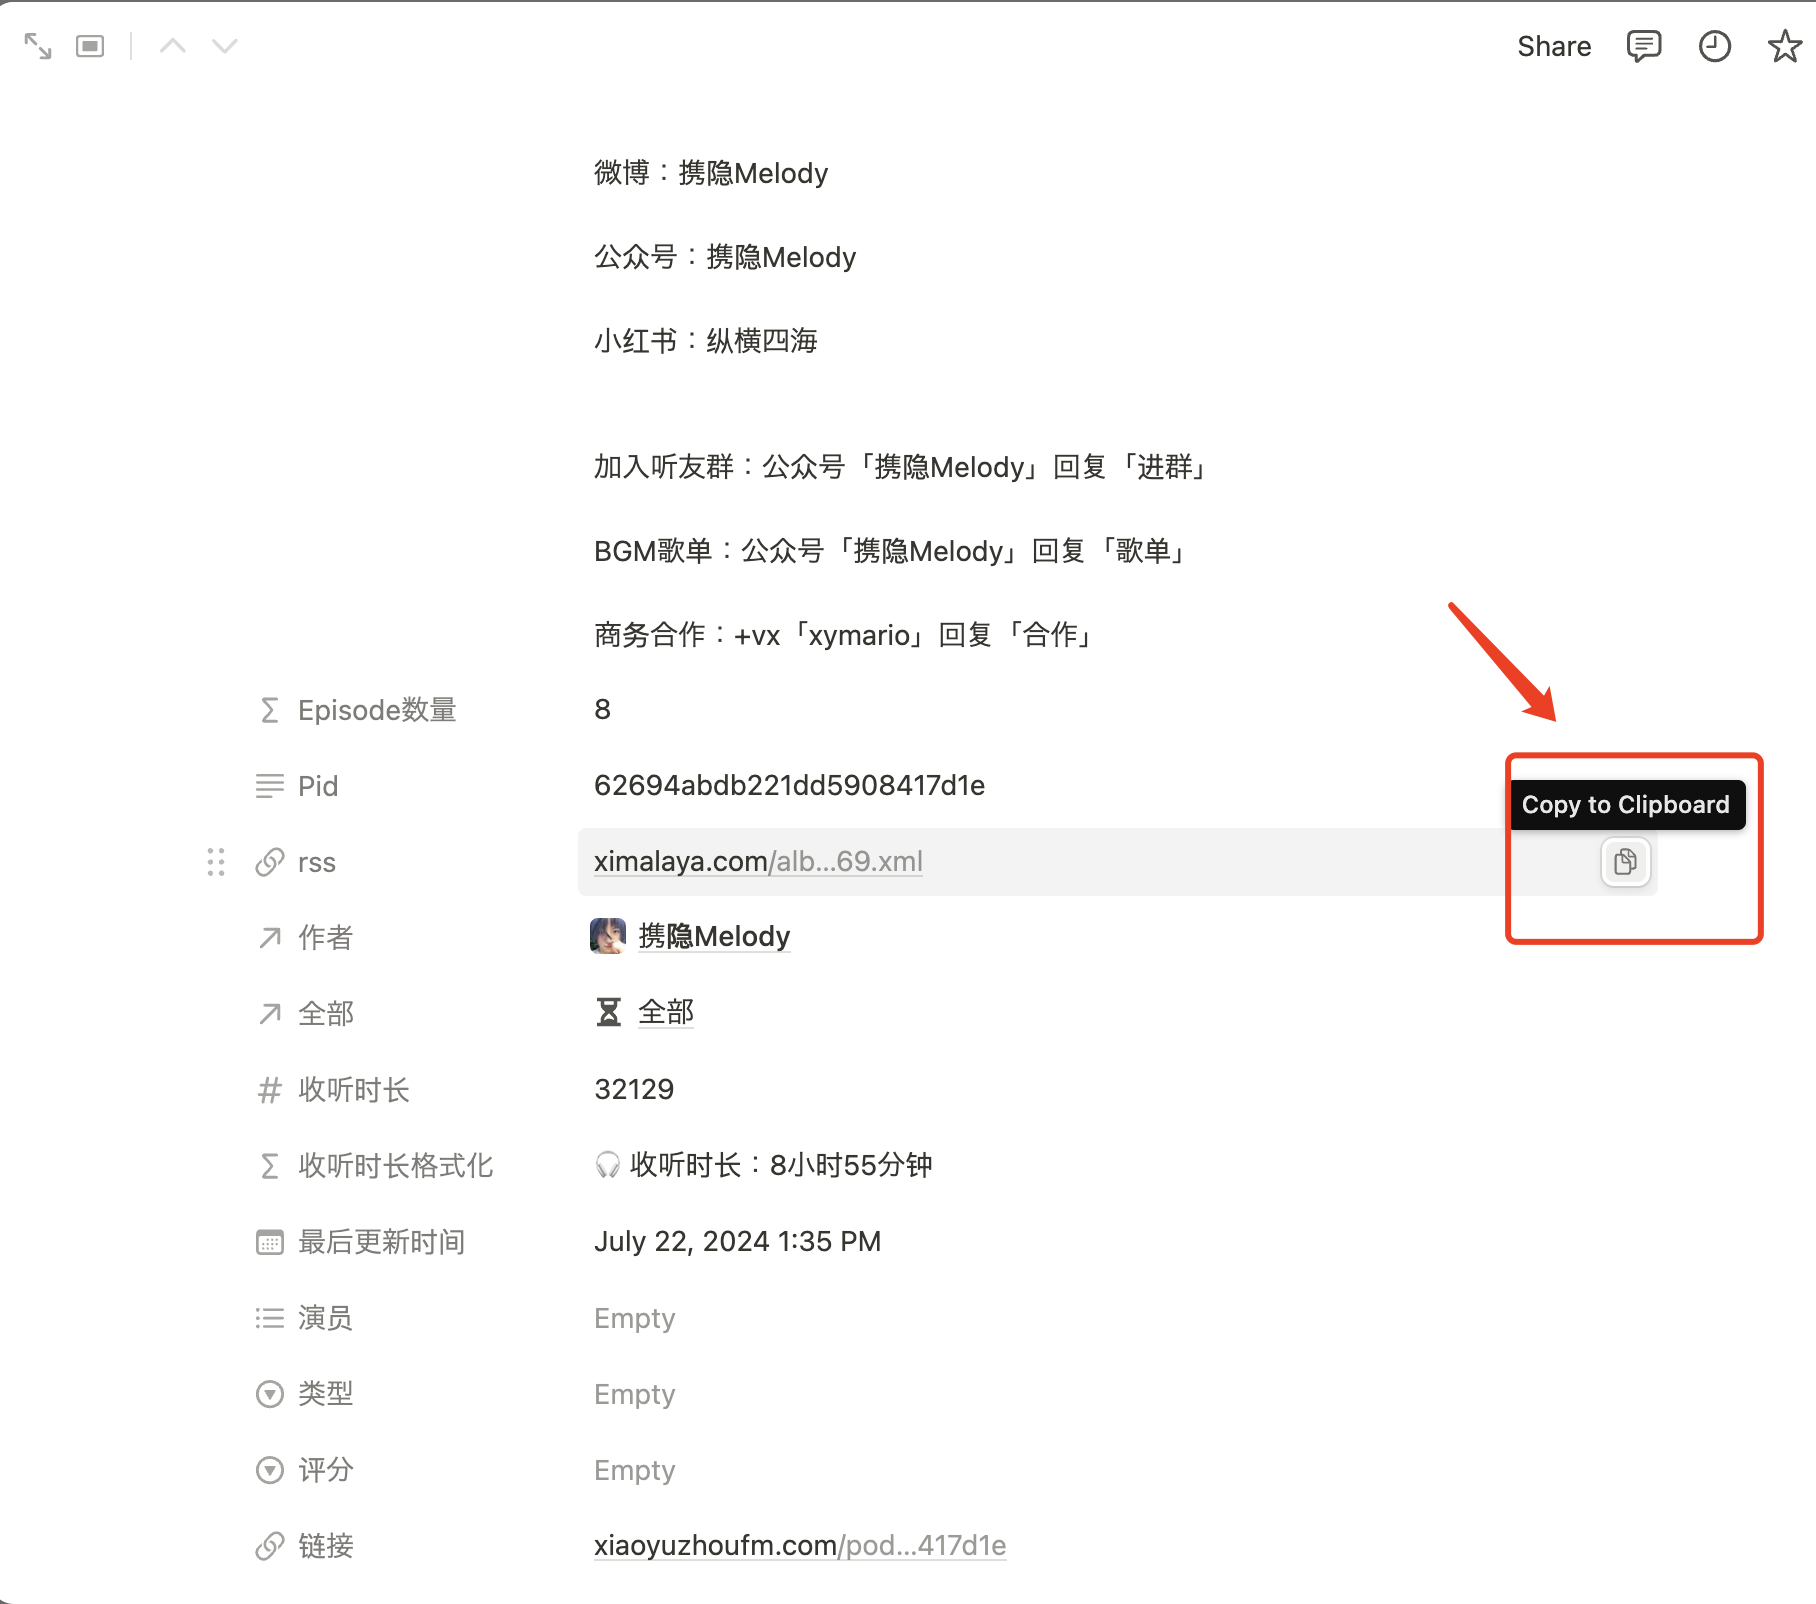 Share
微博：携隐Melody
公众号：携隐Melody
小红书：纵横四海
加入听友群：公众号「携隐Melody」回复「进群」
BGM歌单：公众号「携隐Melody」回复「歌单」
商务合作：+vx「xymario」回复「合作」
Episode数量 8
Pid 62694abdb221dd5908417d1e
Copy to Clipboard
rss ximalaya.com/alb...69.xml
作者 携隐Melody
全部 全部
收听时长 32129
收听时长格式化 收听时长：8小时55分钟
最后更新时间 July 22, 2024 1:35 PM
演员 Empty
类型 Empty
评分 Empty
链接 xiaoyuzhoufm.com/pod...417d1e